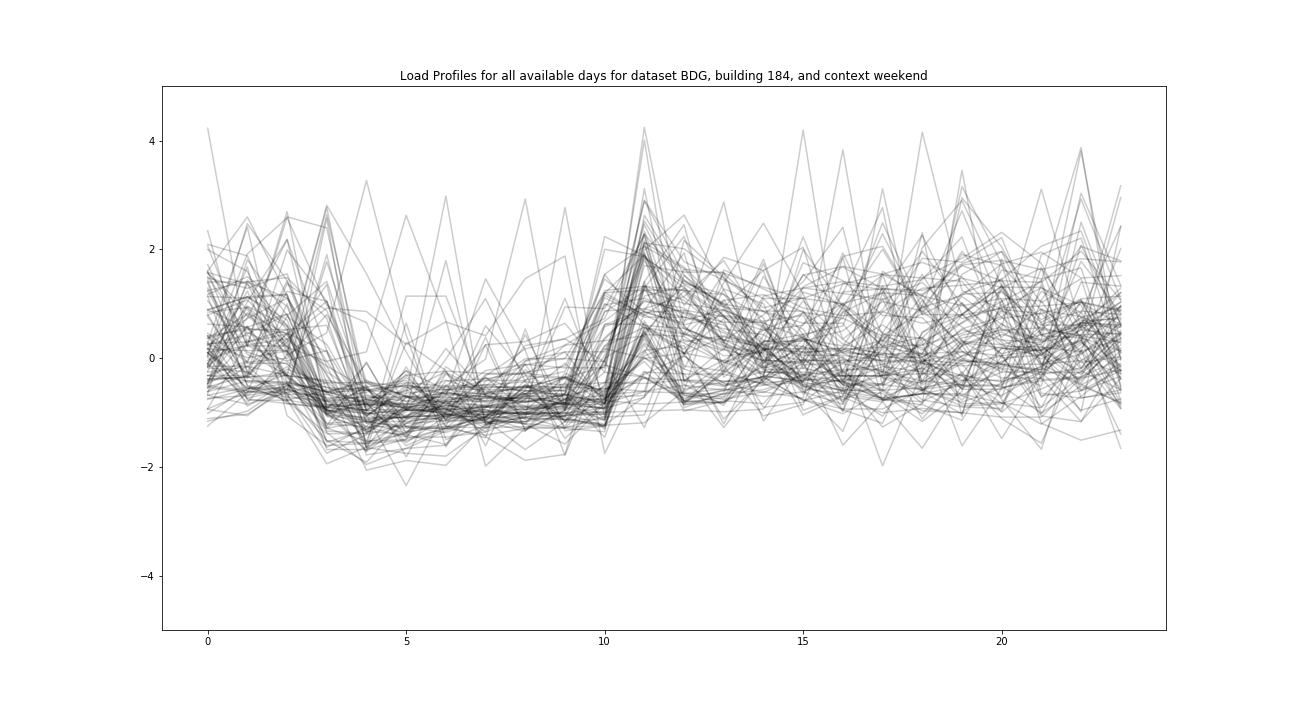 Load Profiles for all available days for dataset BDG, building 184, and context weekend
4
2
0
−2
−4
0 5 10 15 20